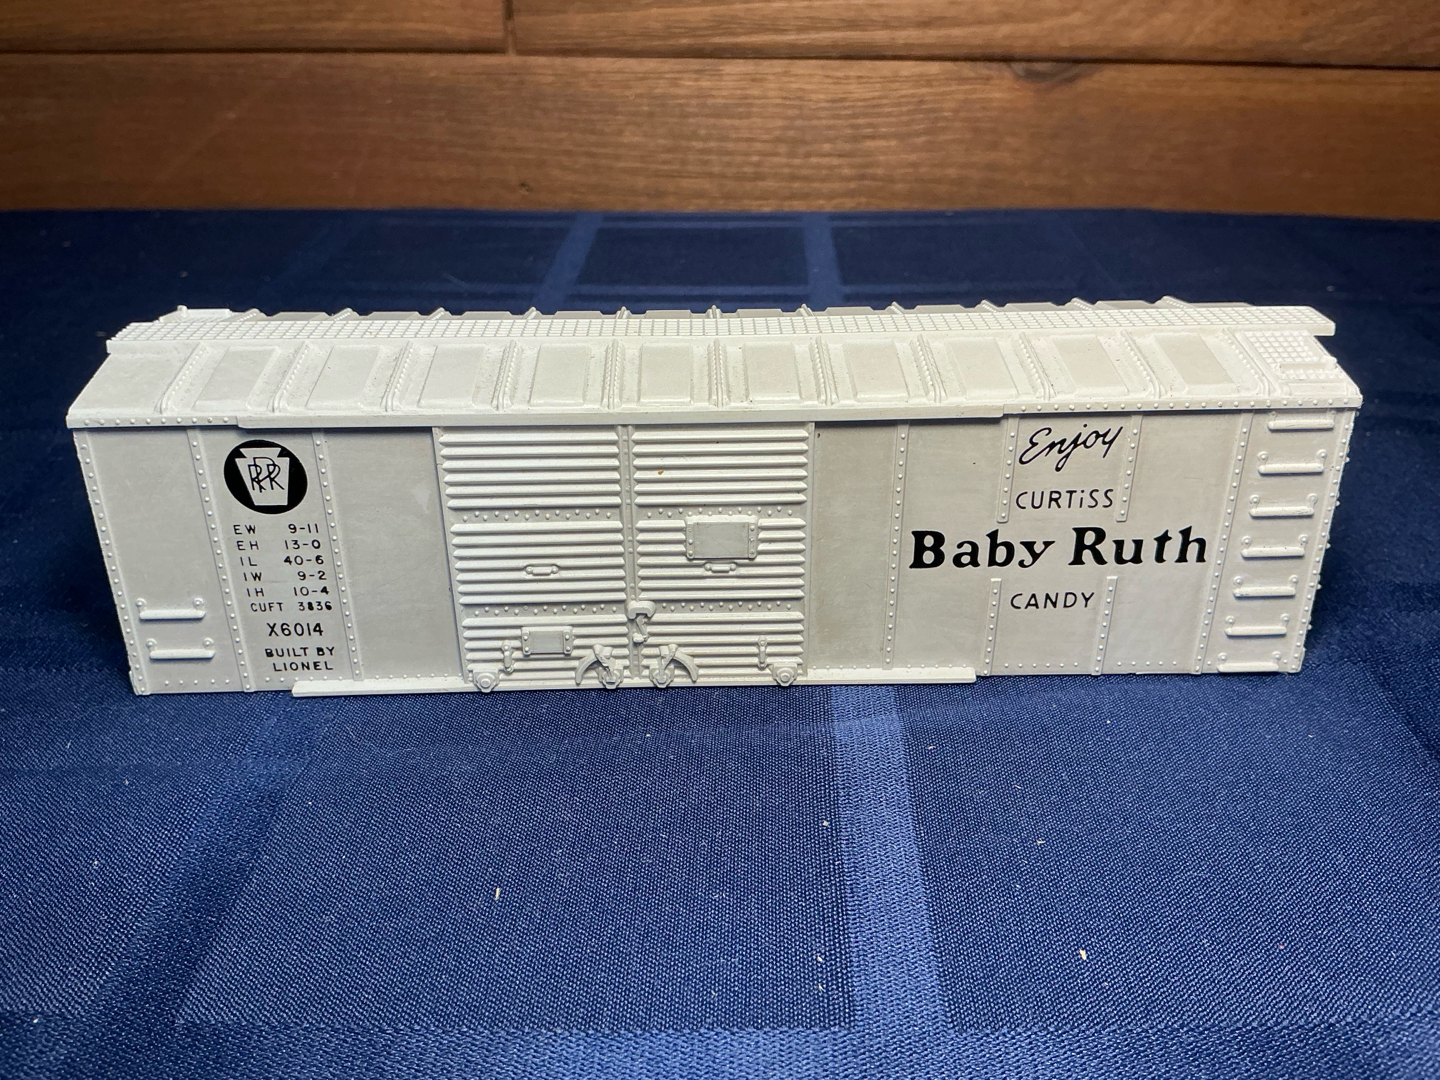 PRR
EW 9-11
EH 13-0
IL 40-6
IW 9-2
IH 10-4
CUFT 3836
X6014
BUILT BY
LIONEL
Enjoy
CURTiSS
Baby Ruth
CANDY